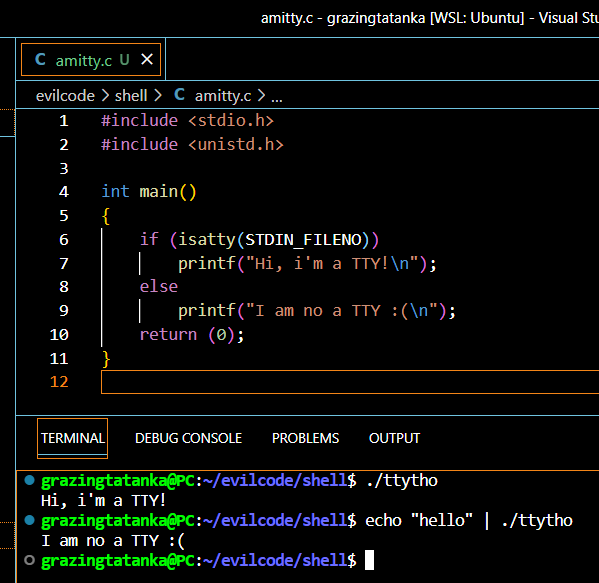 amitty.c - grazingtatanka [WSL: Ubuntu] - Visual Stu
C amitty.c U ✕
evilcode > shell > C amitty.c > ...
1 #include <stdio.h>
2 #include <unistd.h>
3
4 int main()
5 {
6 if (isatty(STDIN_FILENO))
7 printf("Hi, i'm a TTY!\n");
8 else
9 printf("I am no a TTY :(\n");
10 return (0);
11 }
12
TERMINAL DEBUG CONSOLE PROBLEMS OUTPUT
grazingtatanka@PC:~/evilcode/shell$ ./ttytho
Hi, i'm a TTY!
grazingtatanka@PC:~/evilcode/shell$ echo "hello" | ./ttytho
I am no a TTY :(
grazingtatanka@PC:~/evilcode/shell$